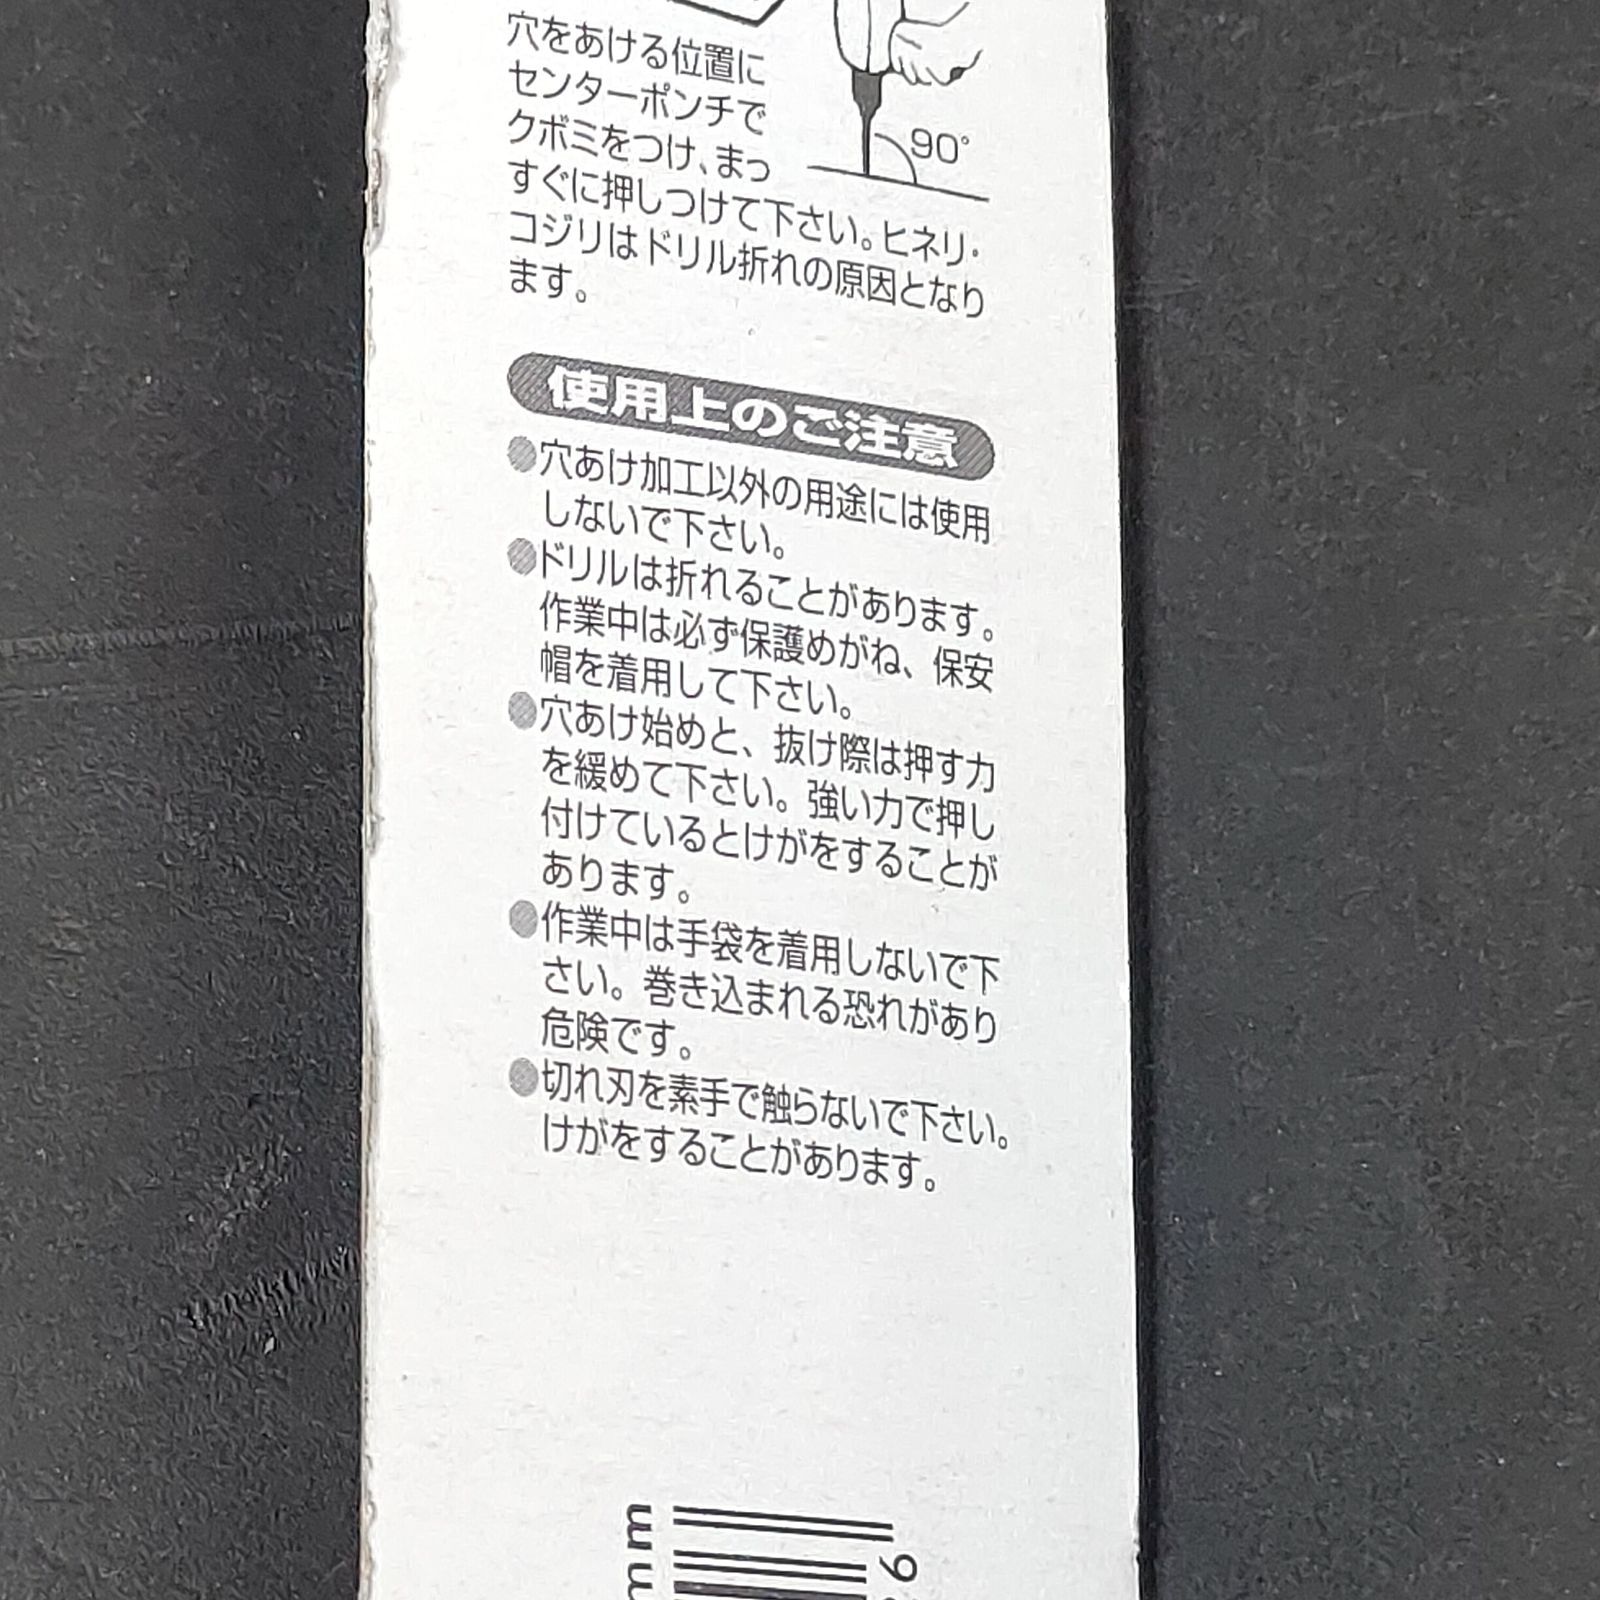 穴をあける位置に
センターポンチで
クボミをつけ、まっ
すぐに押しつけて下さい。ヒネリ・
コジリはドリル折れの原因となり
ます。
90°
使用上のご注意
●穴あけ加工以外の用途には使用
しないで下さい。
●ドリルは折れることがあります。
作業中は必ず保護めがね、保安
帽を着用して下さい。
●穴あけ始めと、抜け際は押す力
を緩めて下さい。強い力で押し
付けているとけがをすることが
あります。
●作業中は手袋を着用しないで下
さい。巻き込まれる恐れがあり
危険です。
●切れ刃を素手で触らないで下さい。
けがをすることがあります。